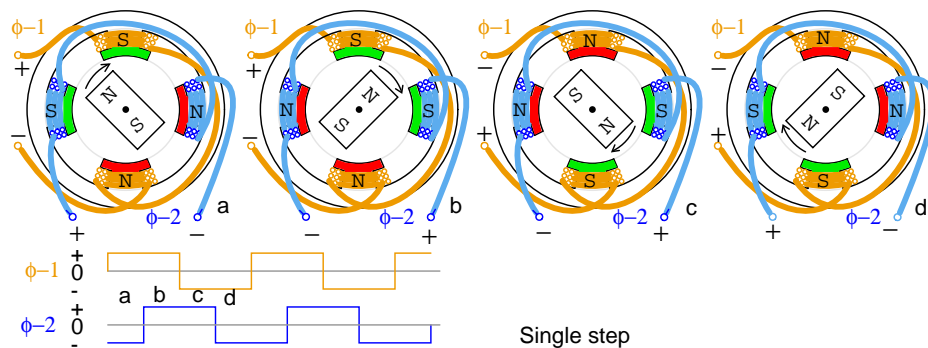 ϕ−1 ϕ−1 ϕ−1 ϕ−1
S S N N
+ + − −
S N N S N S S N
N S N S S N S N
− − + +
N N S S
ϕ−2 a ϕ−2 b ϕ−2 c ϕ−2 d
+ − − + − + + −
+
ϕ−1 0
-
a b c d
+
ϕ−2 0
-
Single step